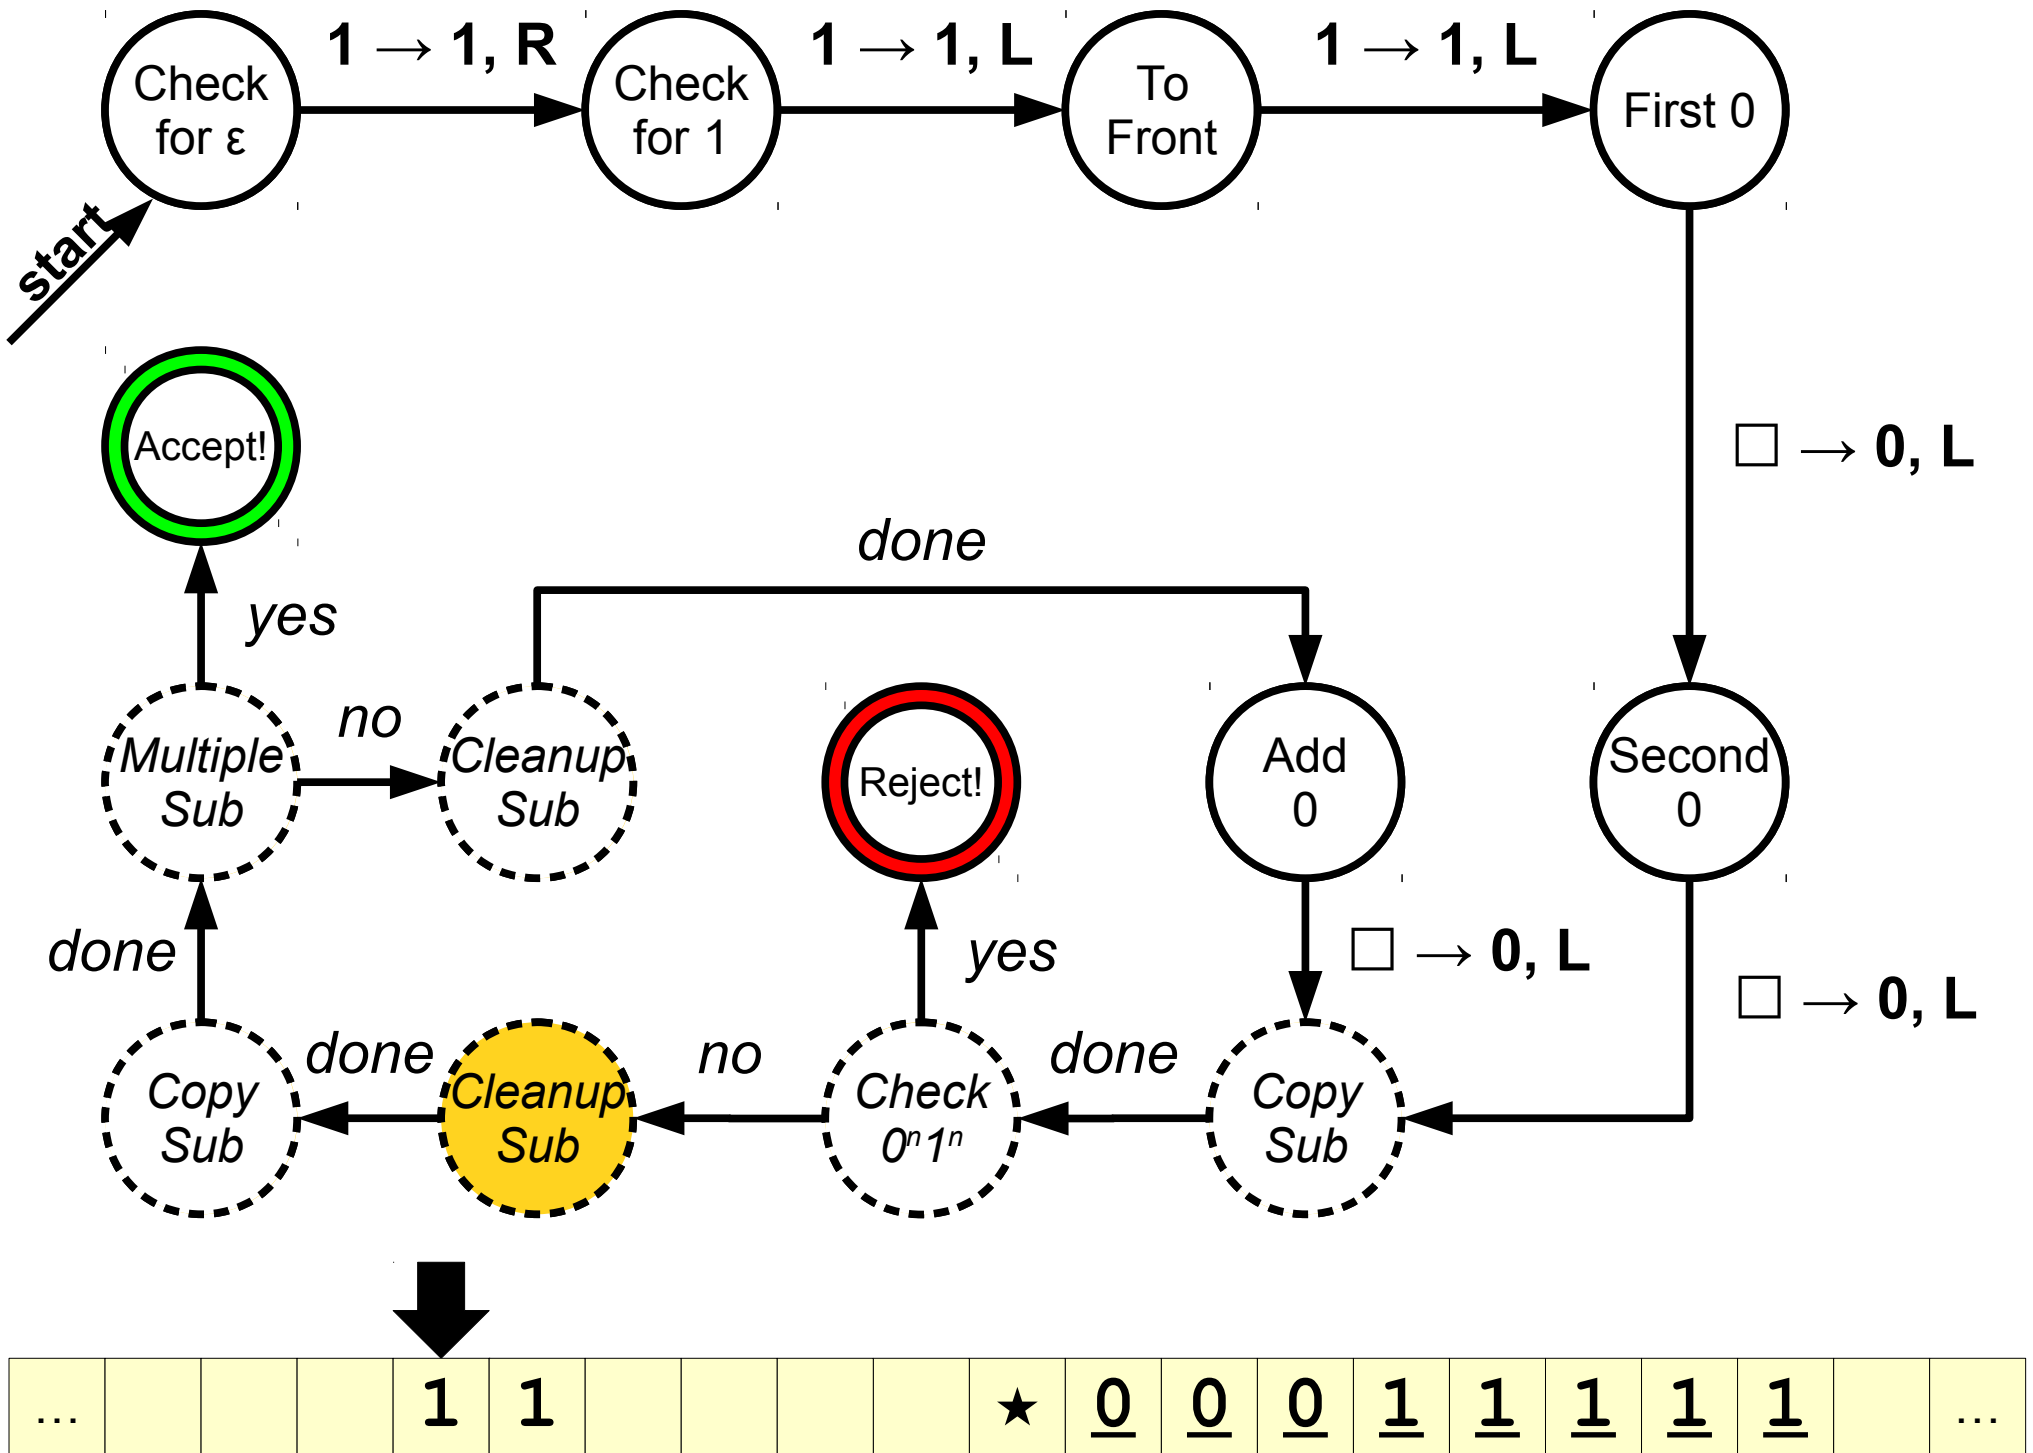 Check
for ε
1 → 1, R
Check
for 1
1 → 1, L
To
Front
1 → 1, L
First 0
start
Accept!
□ → 0, L
done
yes
Multiple
Sub
no
Cleanup
Sub
Reject!
Add
0
Second
0
done
yes
□ → 0, L
□ → 0, L
Copy
Sub
done
Cleanup
Sub
no
Check
0ⁿ1ⁿ
done
Copy
Sub
... 1 1 ★ 0 0 0 1 1 1 1 1 ...